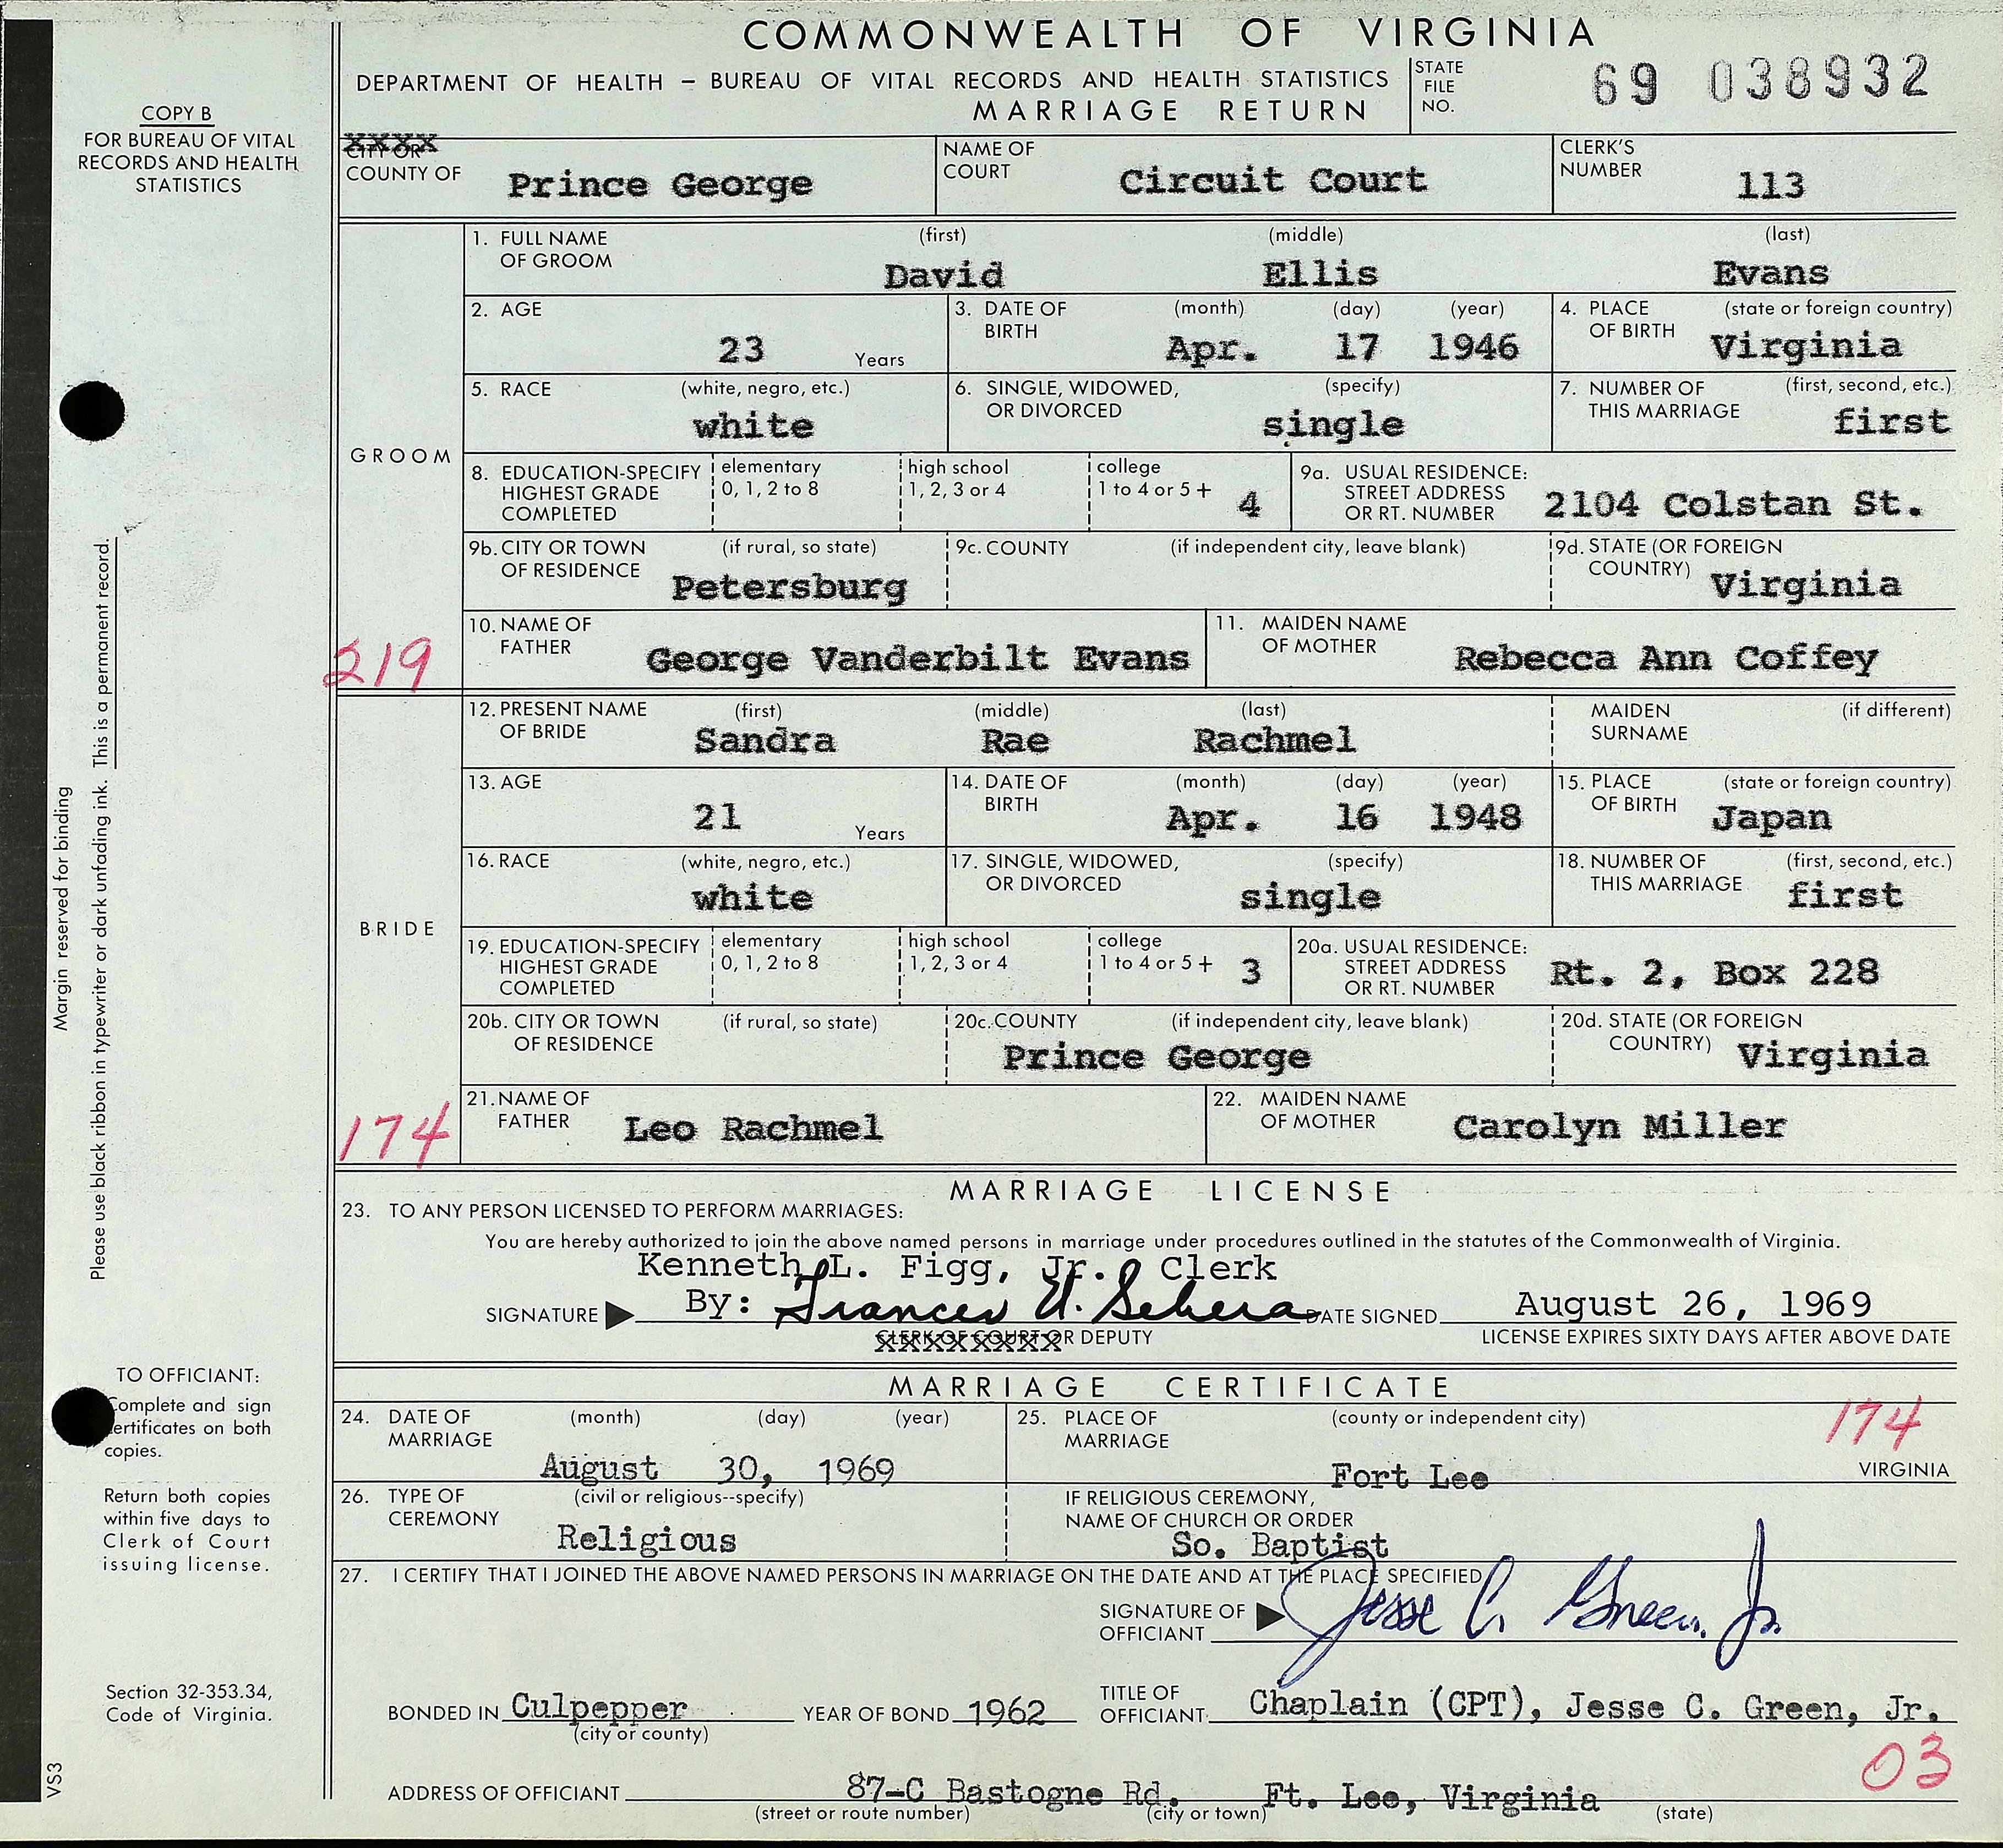 COMMONWEALTH OF VIRGINIA
DEPARTMENT OF HEALTH – BUREAU OF VITAL RECORDS AND HEALTH STATISTICS
MARRIAGE RETURN
STATE FILE NO. 69 038932
COPY B
FOR BUREAU OF VITAL
RECORDS AND HEALTH
STATISTICS
XXXX
CITY OR
COUNTY OF Prince George
NAME OF COURT Circuit Court
CLERK'S NUMBER 113
GROOM
1. FULL NAME OF GROOM (first) David (middle) Ellis (last) Evans
2. AGE 23 Years
3. DATE OF BIRTH (month) Apr. (day) 17 (year) 1946
4. PLACE OF BIRTH (state or foreign country) Virginia
5. RACE (white, negro, etc.) white
6. SINGLE, WIDOWED, OR DIVORCED (specify) single
7. NUMBER OF THIS MARRIAGE (first, second, etc.) first
8. EDUCATION-SPECIFY HIGHEST GRADE COMPLETED elementary 0, 1, 2 to 8 high school 1, 2, 3 or 4 college 1 to 4 or 5+ 4
9a. USUAL RESIDENCE: STREET ADDRESS OR RT. NUMBER 2104 Colstan St.
9b. CITY OR TOWN OF RESIDENCE (if rural, so state) Petersburg
9c. COUNTY (if independent city, leave blank)
9d. STATE (OR FOREIGN COUNTRY) Virginia
10. NAME OF FATHER George Vanderbilt Evans
11. MAIDEN NAME OF MOTHER Rebecca Ann Coffey
219
BRIDE
12. PRESENT NAME OF BRIDE (first) Sandra (middle) Rae (last) Rachmel
MAIDEN SURNAME (if different)
13. AGE 21 Years
14. DATE OF BIRTH (month) Apr. (day) 16 (year) 1948
15. PLACE OF BIRTH (state or foreign country) Japan
16. RACE (white, negro, etc.) white
17. SINGLE, WIDOWED, OR DIVORCED (specify) single
18. NUMBER OF THIS MARRIAGE (first, second, etc.) first
19. EDUCATION-SPECIFY HIGHEST GRADE COMPLETED elementary 0, 1, 2 to 8 high school 1, 2, 3 or 4 college 1 to 4 or 5+ 3
20a. USUAL RESIDENCE: STREET ADDRESS OR RT. NUMBER Rt. 2, Box 228
20b. CITY OR TOWN OF RESIDENCE (if rural, so state)
20c. COUNTY (if independent city, leave blank) Prince George
20d. STATE (OR FOREIGN COUNTRY) Virginia
21. NAME OF FATHER Leo Rachmel
22. MAIDEN NAME OF MOTHER Carolyn Miller
174
MARRIAGE LICENSE
23. TO ANY PERSON LICENSED TO PERFORM MARRIAGES:
You are hereby authorized to join the above named persons in marriage under procedures outlined in the statutes of the Commonwealth of Virginia.
Kenneth L. Figg, Jr., Clerk
SIGNATURE By: Frances U. Sebera DATE SIGNED August 26, 1969
CLERK OF COURT OR DEPUTY
LICENSE EXPIRES SIXTY DAYS AFTER ABOVE DATE
MARRIAGE CERTIFICATE
24. DATE OF MARRIAGE (month) August (day) 30, (year) 1969
25. PLACE OF MARRIAGE (county or independent city) Fort Lee VIRGINIA
174
26. TYPE OF CEREMONY (civil or religious--specify) Religious
IF RELIGIOUS CEREMONY, NAME OF CHURCH OR ORDER So. Baptist
27. I CERTIFY THAT I JOINED THE ABOVE NAMED PERSONS IN MARRIAGE ON THE DATE AND AT THE PLACE SPECIFIED
SIGNATURE OF OFFICIANT Jesse C. Green, Jr.
BONDED IN Culpepper (city or county) YEAR OF BOND 1962
TITLE OF OFFICIANT Chaplain (CPT), Jesse C. Green, Jr.
03
ADDRESS OF OFFICIANT 87-C Bastogne Rd. Ft. Lee, Virginia
(street or route number) (city or town) (state)
Margin reserved for binding
Please use black ribbon in typewriter or dark unfading ink. This is a permanent record.
TO OFFICIANT:
Complete and sign
certificates on both
copies.
Return both copies
within five days to
Clerk of Court
issuing license.
Section 32-353.34,
Code of Virginia.
VS3